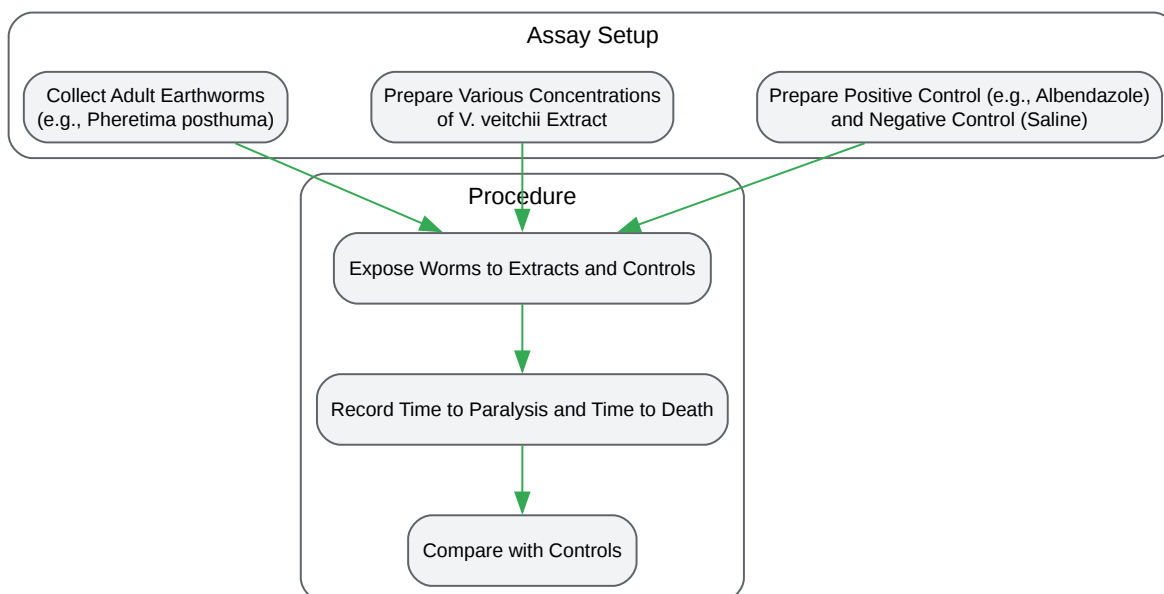 Assay Setup
Collect Adult Earthworms
(e.g., Pheretima posthuma)
Prepare Various Concentrations
of V. veitchii Extract
Prepare Positive Control (e.g., Albendazole)
and Negative Control (Saline)
Procedure
Expose Worms to Extracts and Controls
Record Time to Paralysis and Time to Death
Compare with Controls